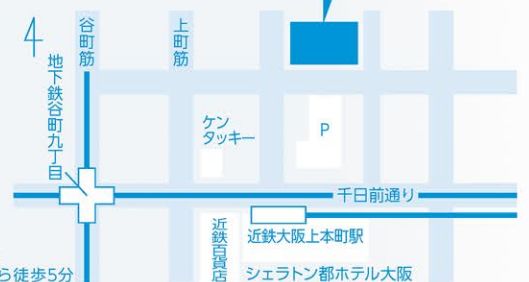 谷町筋
上町筋
地下鉄谷町九丁目
ケン
タッキー
P
千日前通り
近鉄百貨店
近鉄大阪上本町駅
シェラトン都ホテル大阪
ら徒歩5分